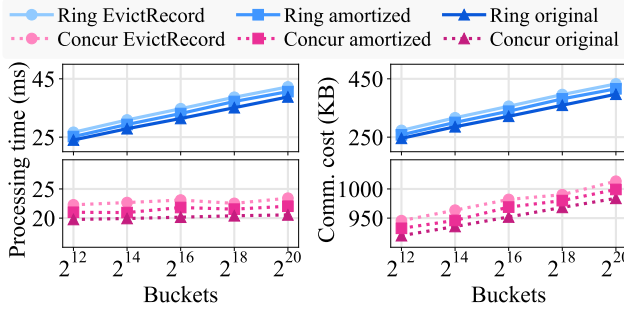 Ring EvictRecord Ring amortized Ring original
Concur EvictRecord Concur amortized Concur original
Processing time (ms)
45
25
25
20
2^12 2^14 2^16 2^18 2^20
Buckets
Comm. cost (KB)
450
250
1000
950
2^12 2^14 2^16 2^18 2^20
Buckets